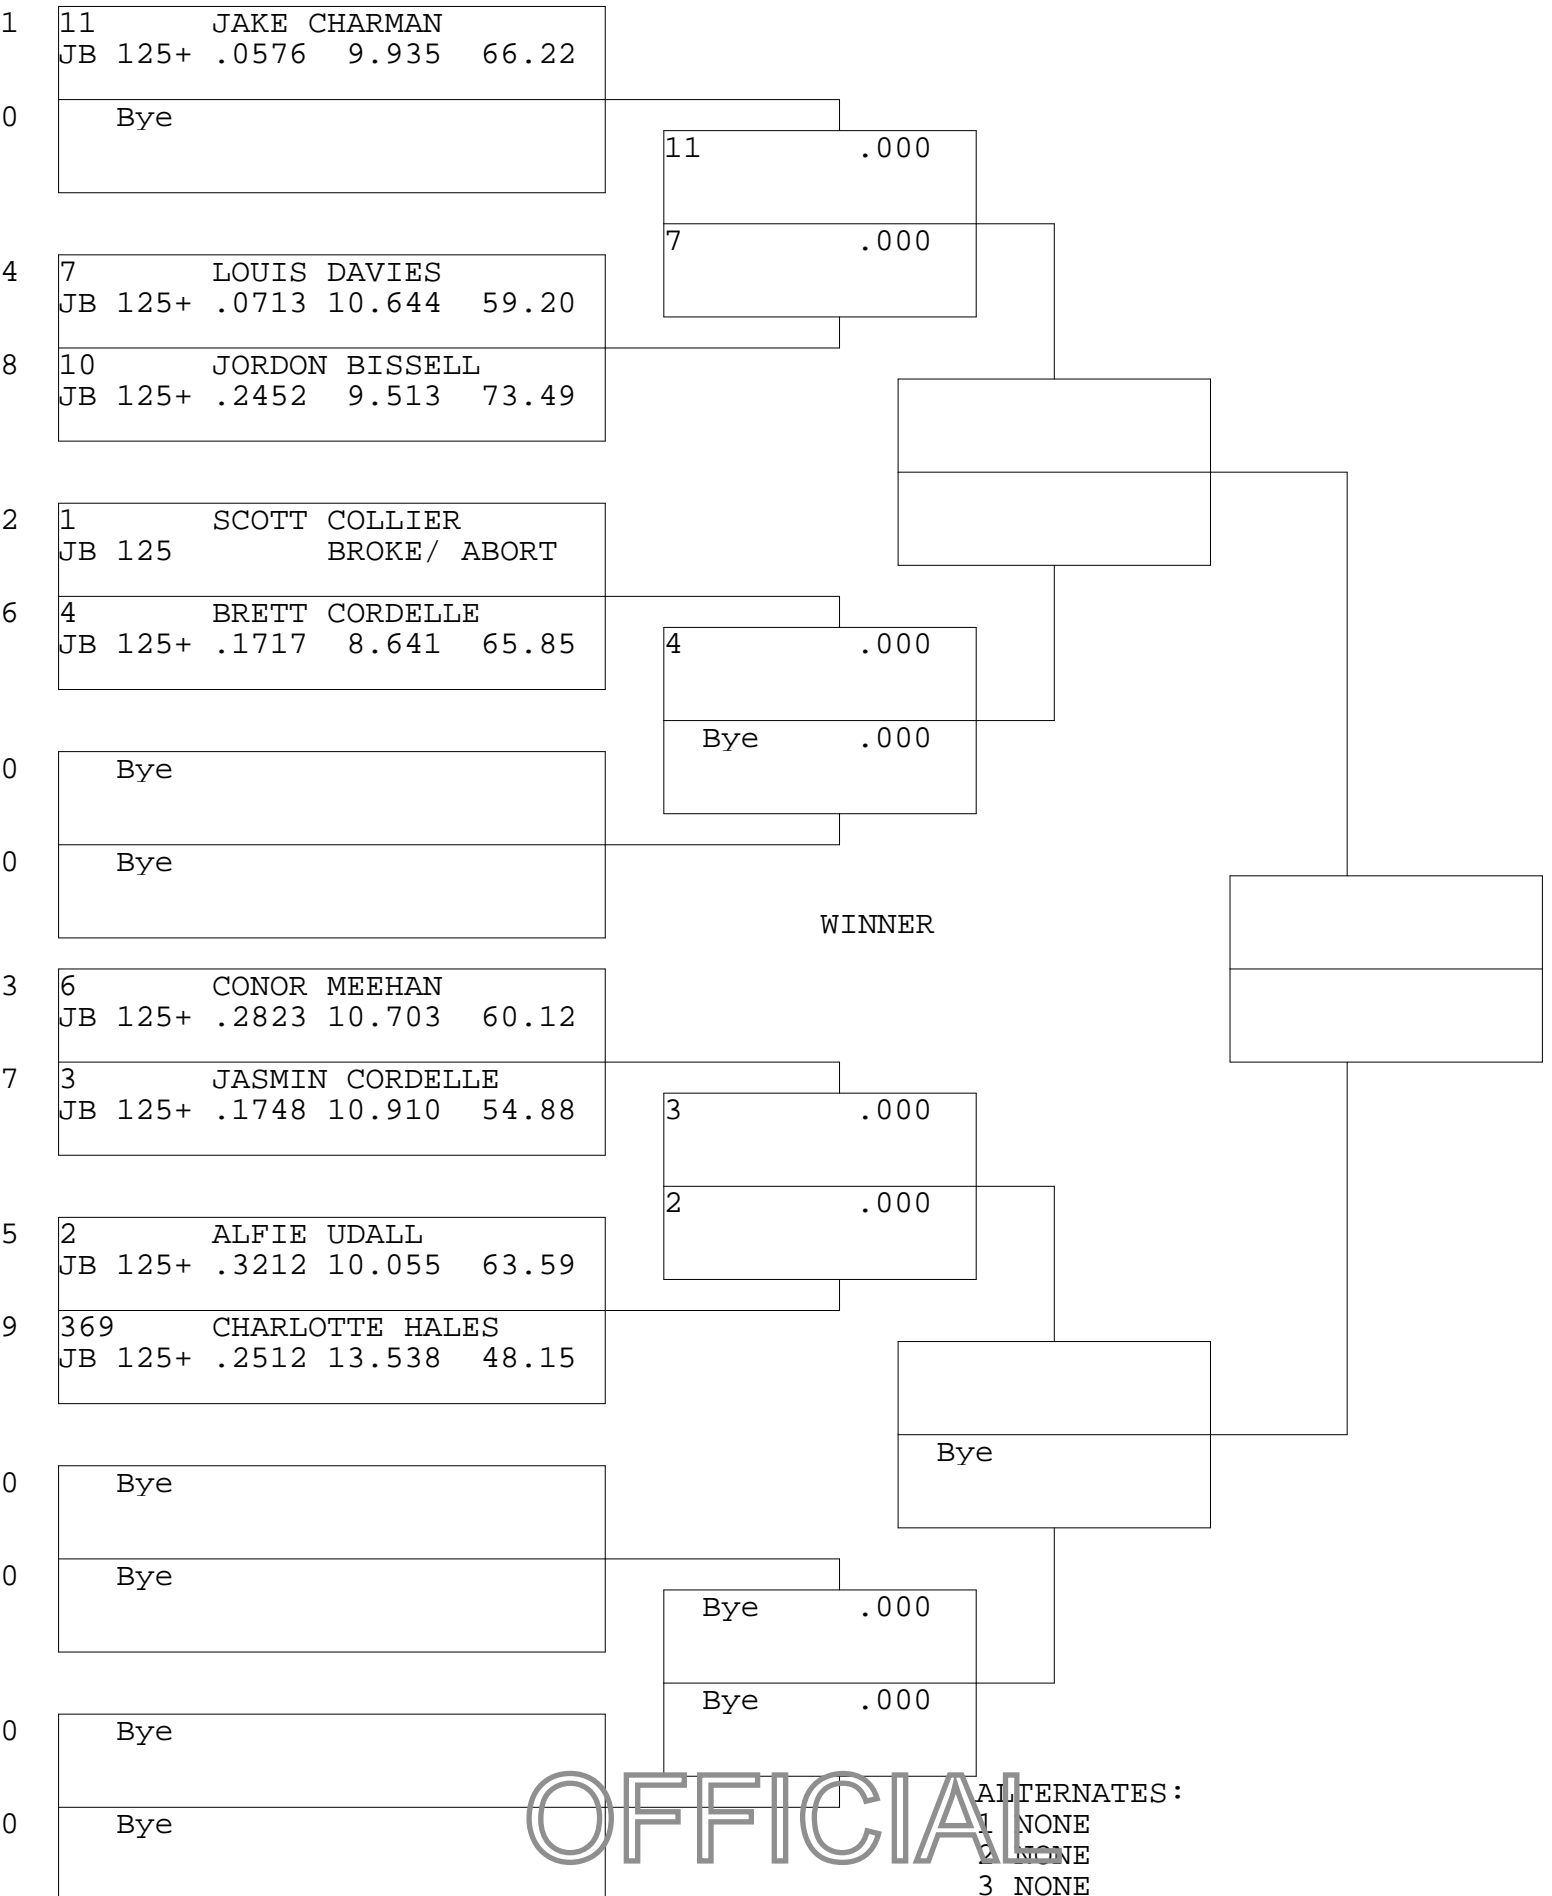 1 11 JAKE CHARMAN
JB 125+ .0576 9.935 66.22
0 Bye
11 .000
7 .000
4 7 LOUIS DAVIES
JB 125+ .0713 10.644 59.20
8 10 JORDON BISSELL
JB 125+ .2452 9.513 73.49
2 1 SCOTT COLLIER
JB 125 BROKE/ ABORT
6 4 BRETT CORDELLE
JB 125+ .1717 8.641 65.85
4 .000
Bye .000
0 Bye
0 Bye
WINNER
3 6 CONOR MEEHAN
JB 125+ .2823 10.703 60.12
7 3 JASMIN CORDELLE
JB 125+ .1748 10.910 54.88
3 .000
2 .000
5 2 ALFIE UDALL
JB 125+ .3212 10.055 63.59
9 369 CHARLOTTE HALES
JB 125+ .2512 13.538 48.15
Bye
0 Bye
0 Bye
Bye .000
Bye .000
0 Bye
0 Bye
OFFICIAL
ALTERNATES:
1 NONE
2 NONE
3 NONE